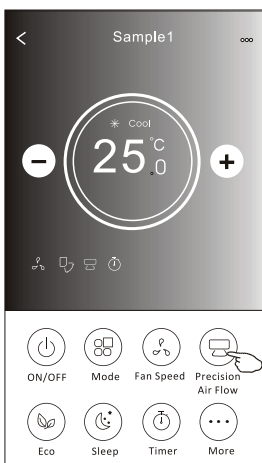 Sample1
Cool
25.0°C
ON/OFF
Mode
Fan Speed
Precision
Air Flow
Eco
Sleep
Timer
More